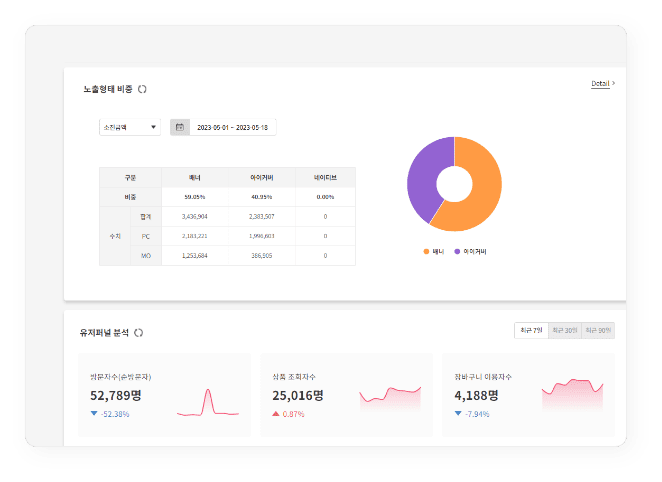 노출형태 비중
Detail >
소진금액
2023-05-01 ~ 2023-05-18
구분 배너 아이커버 네이티브
비중 59.05% 40.95% 0.00%
수치 합계 3,436,904 2,383,507 0
PC 2,183,221 1,996,603 0
MO 1,253,684 386,905 0
배너 아이커버
유저퍼널 분석
최근 7일 최근 30일 최근 90일
방문자수(순방문자)
52,789명
-52.38%
상품 조회자수
25,016명
0.87%
장바구니 이용자수
4,188명
-7.94%